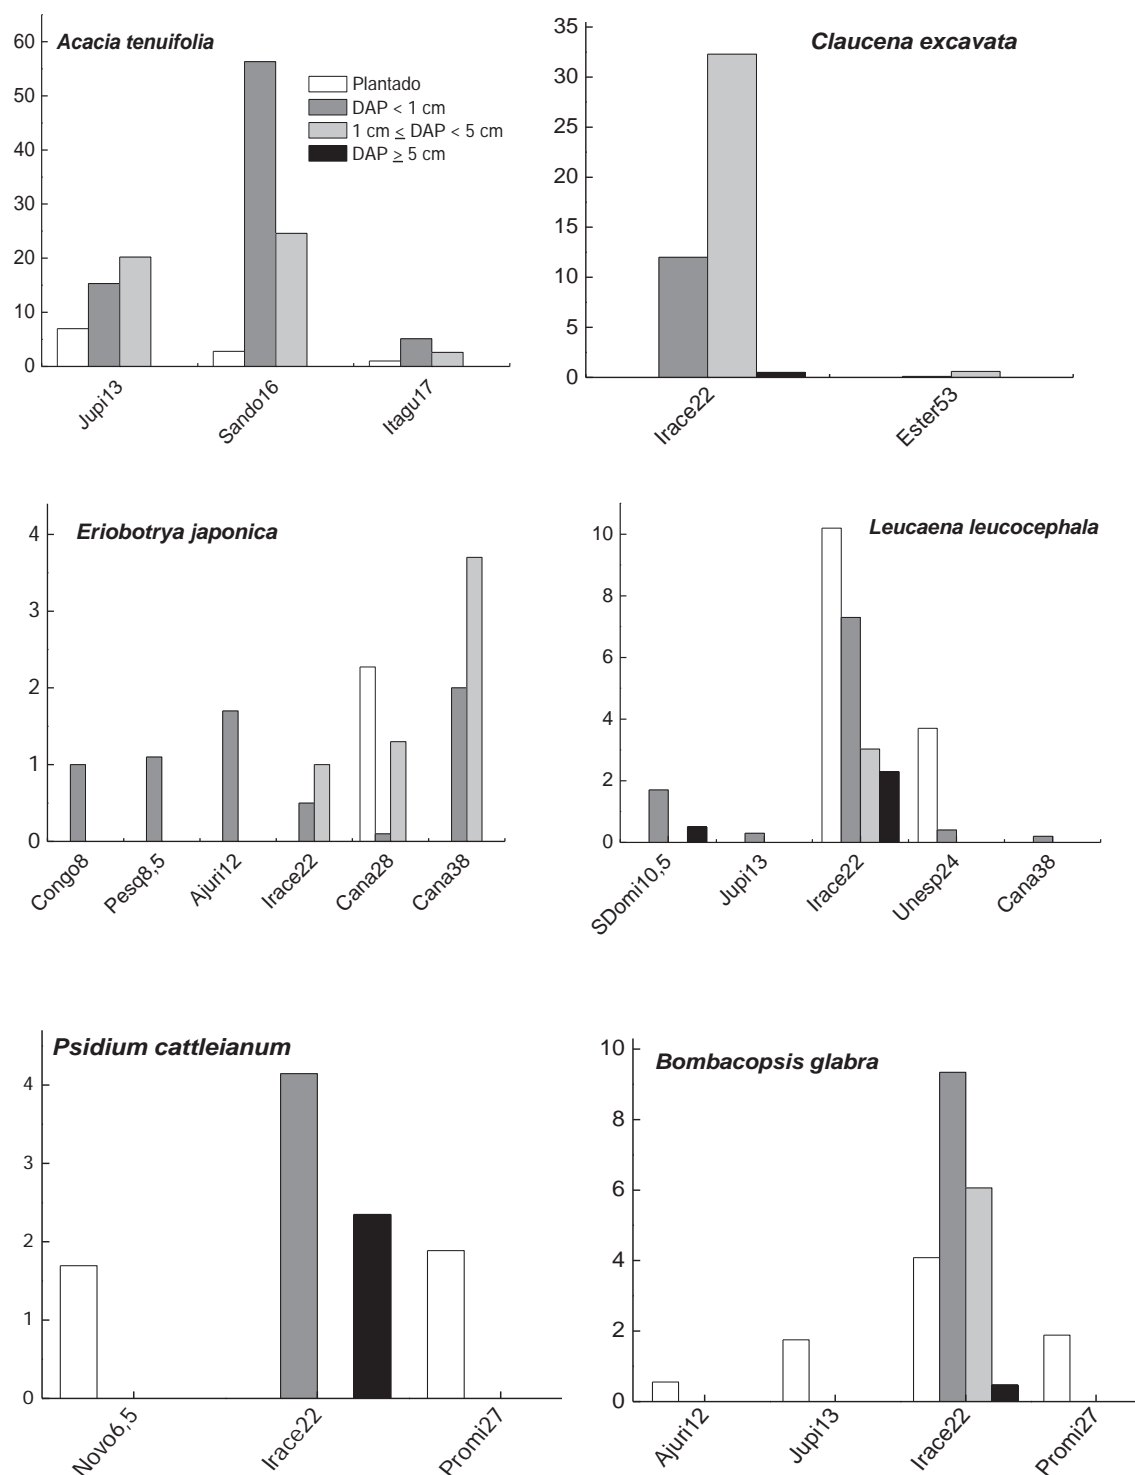 Acacia tenuifolia
60
50
40
30
20
10
0
Plantado
DAP < 1 cm
1 cm ≤ DAP < 5 cm
DAP ≥ 5 cm
Jupi13
Sando16
Itagu17
Claucena excavata
35
30
25
20
15
10
5
0
Irace22
Ester53
Eriobotrya japonica
4
3
2
1
0
Congo8
Pesq8,5
Ajuri12
Irace22
Cana28
Cana38
Leucaena leucocephala
10
8
6
4
2
0
SDomi10,5
Jupi13
Irace22
Unesp24
Cana38
Psidium cattleianum
4
3
2
1
0
Novo6,5
Irace22
Promi27
Bombacopsis glabra
10
8
6
4
2
0
Ajuri12
Jupi13
Irace22
Promi27